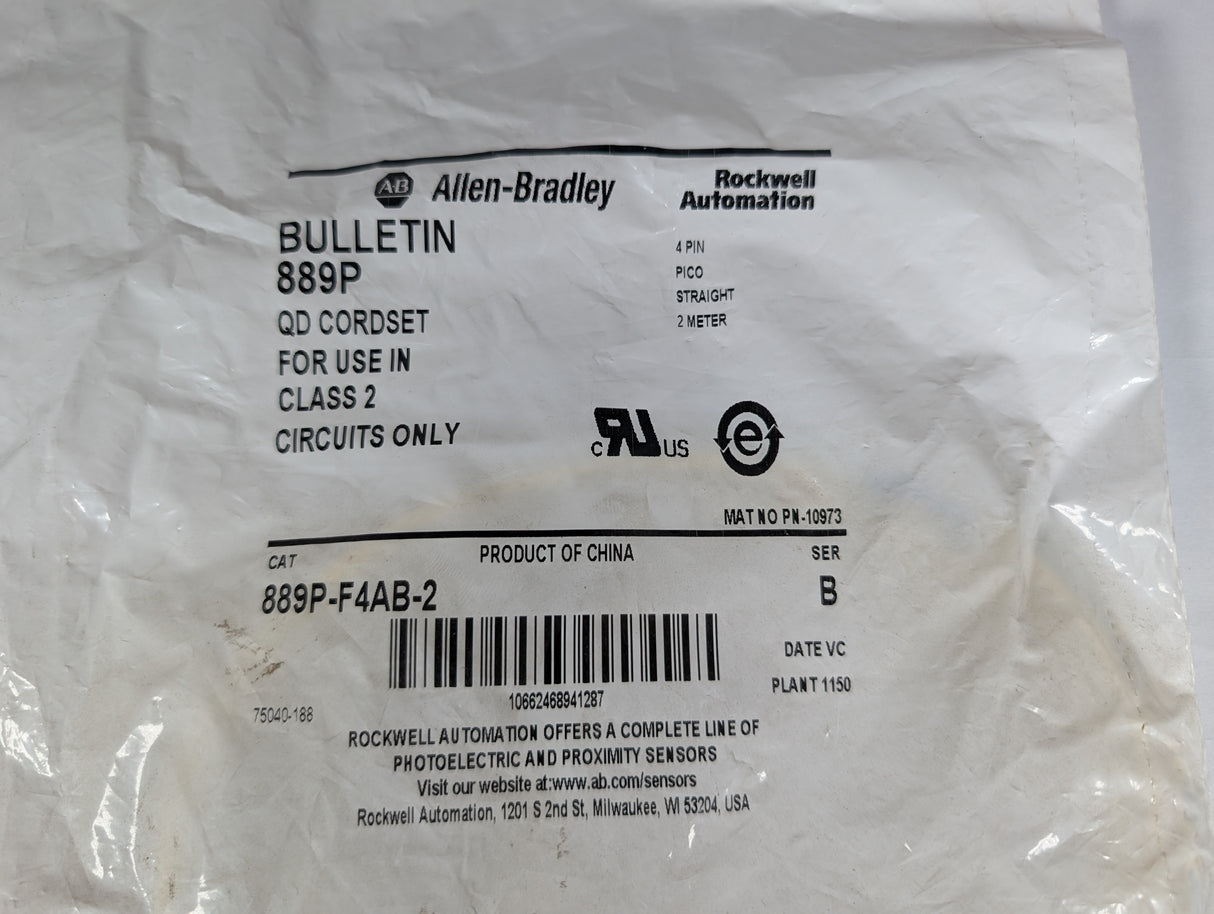 AB Allen-Bradley
Rockwell
Automation
BULLETIN
889P
QD CORDSET
FOR USE IN
CLASS 2
CIRCUITS ONLY
4 PIN
PICO
STRAIGHT
2 METER
c RU US
e
MAT NO PN-10973
CAT
PRODUCT OF CHINA
SER
889P-F4AB-2
B
DATE VC
PLANT 1150
10662468941287
75040-188
ROCKWELL AUTOMATION OFFERS A COMPLETE LINE OF
PHOTOELECTRIC AND PROXIMITY SENSORS
Visit our website at:www.ab.com/sensors
Rockwell Automation, 1201 S 2nd St, Milwaukee, WI 53204, USA